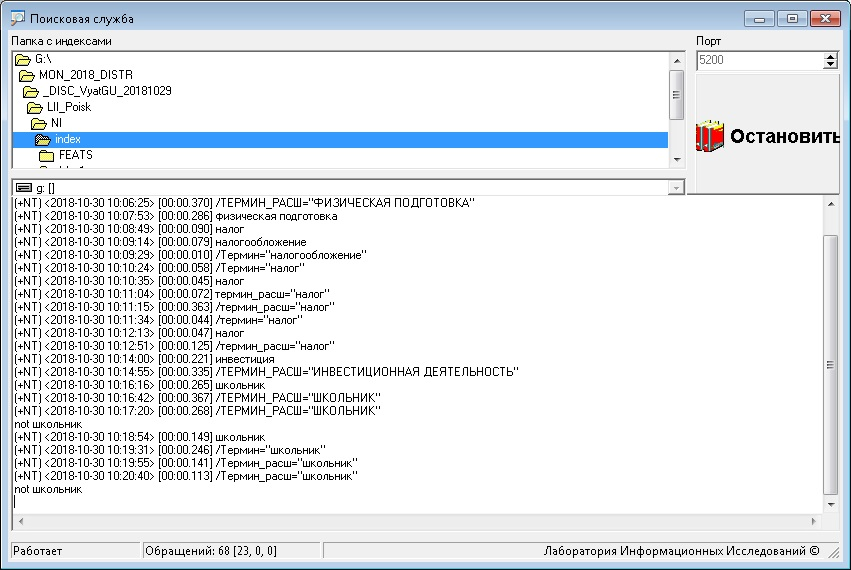 Поисковая служба
Папка с индексами
Порт
G:\
5200
MON_2018_DISTR
_DISC_VyatGU_20181029
LII_Poisk
NI
index
FEATS
Остановить
g: []
(+NT) <2018-10-30 10:06:25> [00:00.370] /ТЕРМИН_РАСШ="ФИЗИЧЕСКАЯ ПОДГОТОВКА"
(+NT) <2018-10-30 10:07:53> [00:00.286] физическая подготовка
(+NT) <2018-10-30 10:08:49> [00:00.090] налог
(+NT) <2018-10-30 10:09:14> [00:00.079] налогообложение
(+NT) <2018-10-30 10:09:29> [00:00.010] /Термин="налогообложение"
(+NT) <2018-10-30 10:10:24> [00:00.058] /Термин="налог"
(+NT) <2018-10-30 10:10:35> [00:00.045] налог
(+NT) <2018-10-30 10:11:04> [00:00.072] термин_расш="налог"
(+NT) <2018-10-30 10:11:15> [00:00.363] /термин_расш="налог"
(+NT) <2018-10-30 10:11:34> [00:00.044] /термин="налог"
(+NT) <2018-10-30 10:12:13> [00:00.047] налог
(+NT) <2018-10-30 10:12:51> [00:00.125] /термин_расш="налог"
(+NT) <2018-10-30 10:14:00> [00:00.221] инвестиция
(+NT) <2018-10-30 10:14:55> [00:00.335] /ТЕРМИН_РАСШ="ИНВЕСТИЦИОННАЯ ДЕЯТЕЛЬНОСТЬ"
(+NT) <2018-10-30 10:16:16> [00:00.265] школьник
(+NT) <2018-10-30 10:16:42> [00:00.367] /ТЕРМИН_РАСШ="ШКОЛЬНИК"
(+NT) <2018-10-30 10:17:20> [00:00.268] /ТЕРМИН_РАСШ="ШКОЛЬНИК"
not школьник
(+NT) <2018-10-30 10:18:54> [00:00.149] школьник
(+NT) <2018-10-30 10:19:31> [00:00.246] /Термин="школьник"
(+NT) <2018-10-30 10:19:55> [00:00.141] /Термин_расш="школьник"
(+NT) <2018-10-30 10:20:40> [00:00.113] /Термин_расш="школьник"
not школьник
Работает
Обращений: 68 [23, 0, 0]
Лаборатория Информационных Исследований ©